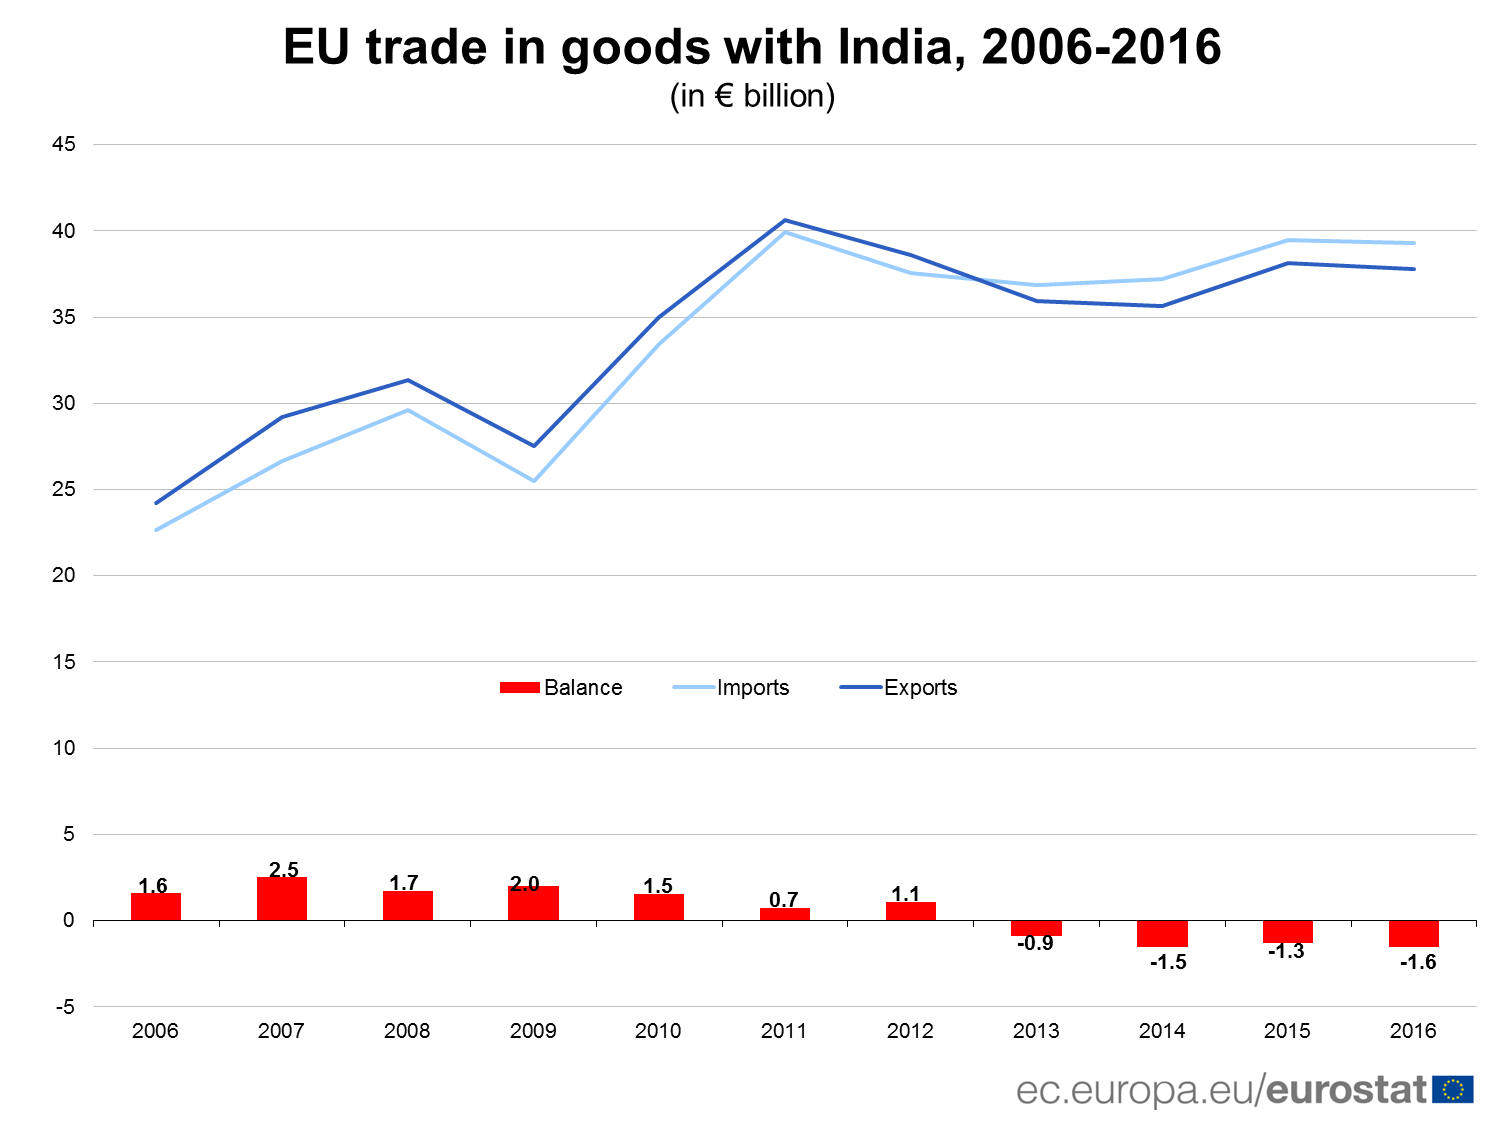 EU trade in goods with India, 2006-2016
(in € billion)
45
40
35
30
25
20
15
Balance Imports Exports
10
5
1.6 2.5 1.7 2.0 1.5 0.7 1.1
0
-0.9 -1.5 -1.3 -1.6
-5
2006 2007 2008 2009 2010 2011 2012 2013 2014 2015 2016
ec.europa.eu/eurostat